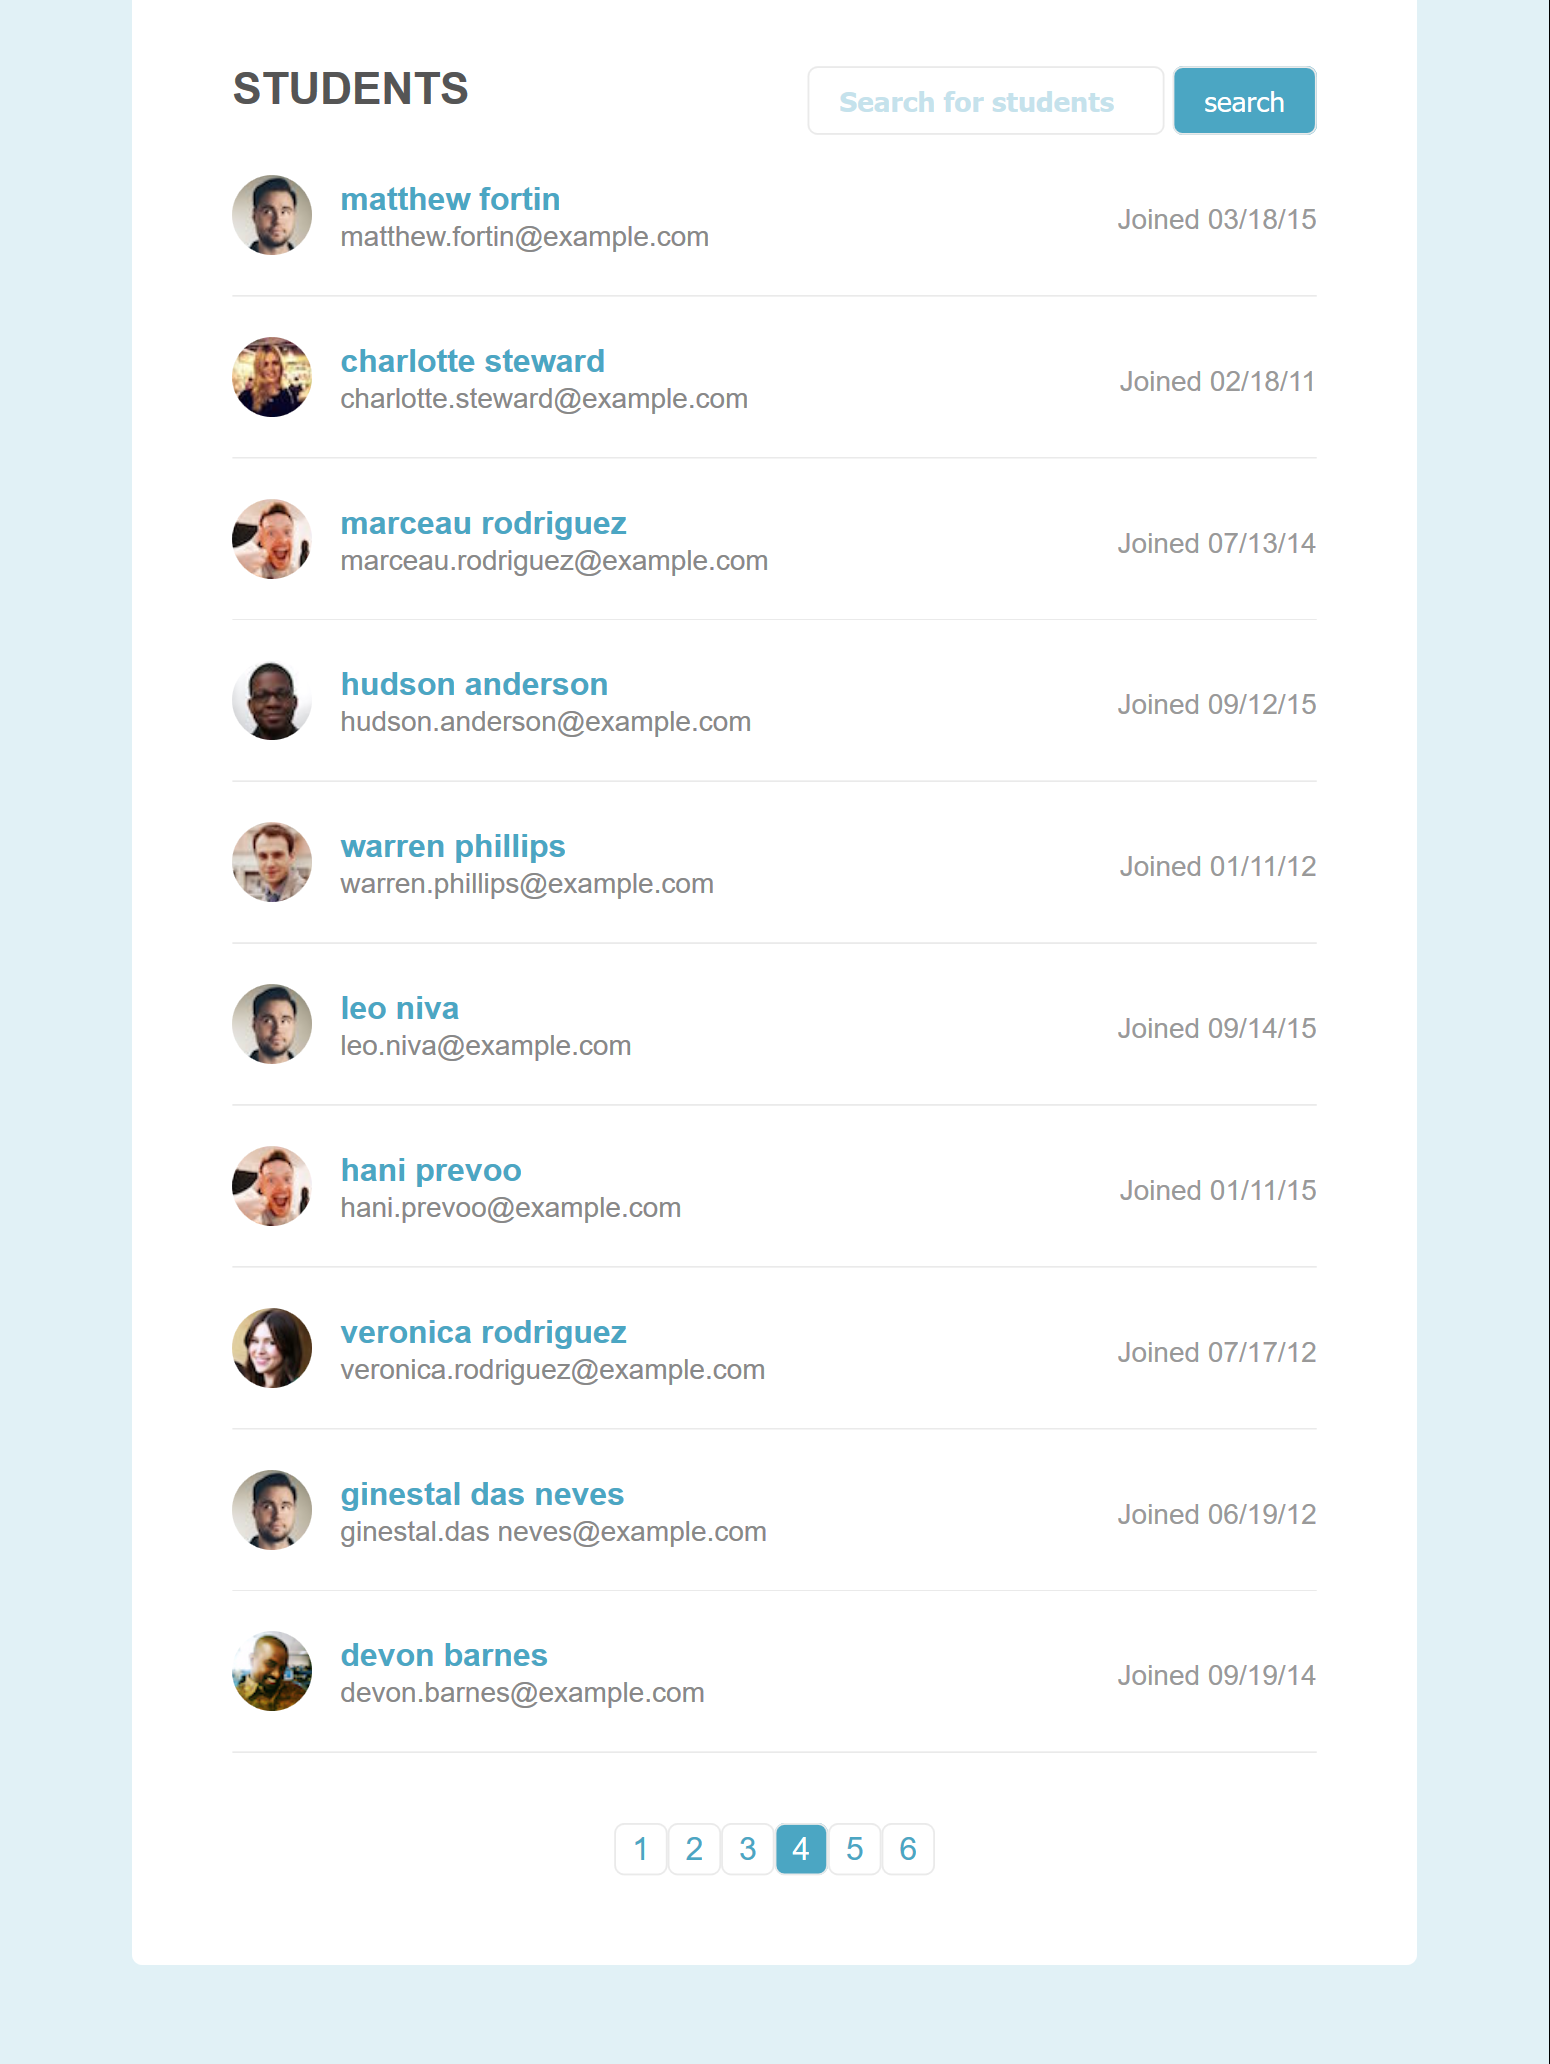 STUDENTS
Search for students
search
matthew fortin
matthew.fortin@example.com
Joined 03/18/15
charlotte steward
charlotte.steward@example.com
Joined 02/18/11
marceau rodriguez
marceau.rodriguez@example.com
Joined 07/13/14
hudson anderson
hudson.anderson@example.com
Joined 09/12/15
warren phillips
warren.phillips@example.com
Joined 01/11/12
leo niva
leo.niva@example.com
Joined 09/14/15
hani prevoo
hani.prevoo@example.com
Joined 01/11/15
veronica rodriguez
veronica.rodriguez@example.com
Joined 07/17/12
ginestal das neves
ginestal.das neves@example.com
Joined 06/19/12
devon barnes
devon.barnes@example.com
Joined 09/19/14
1 2 3 4 5 6